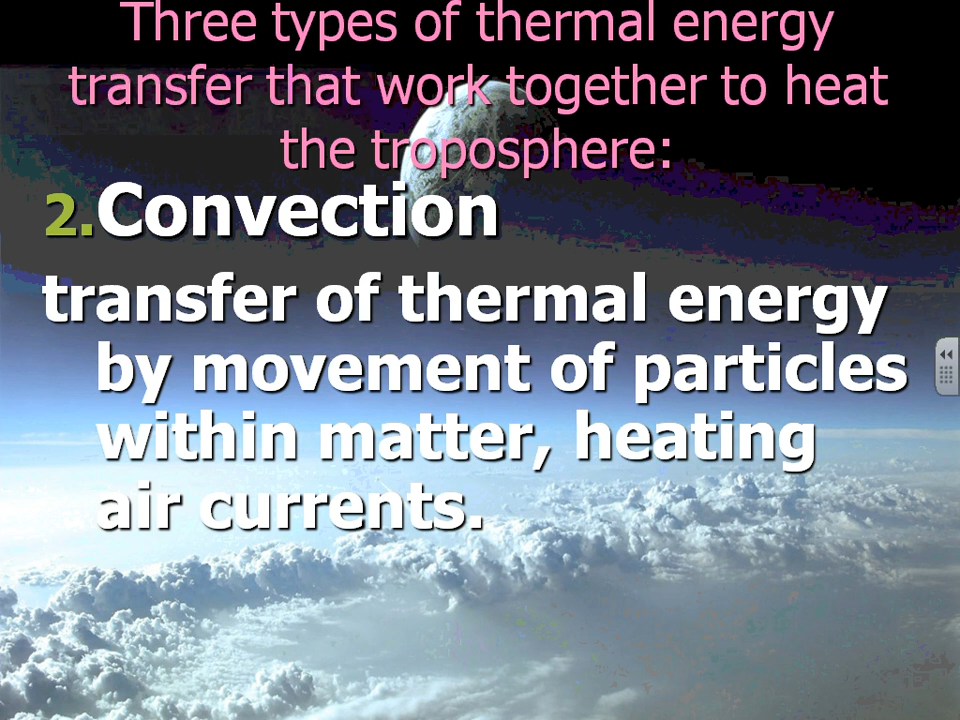 Three types of thermal energy
transfer that work together to heat
the troposphere:
2.Convection
transfer of thermal energy
by movement of particles
within matter, heating
air currents.